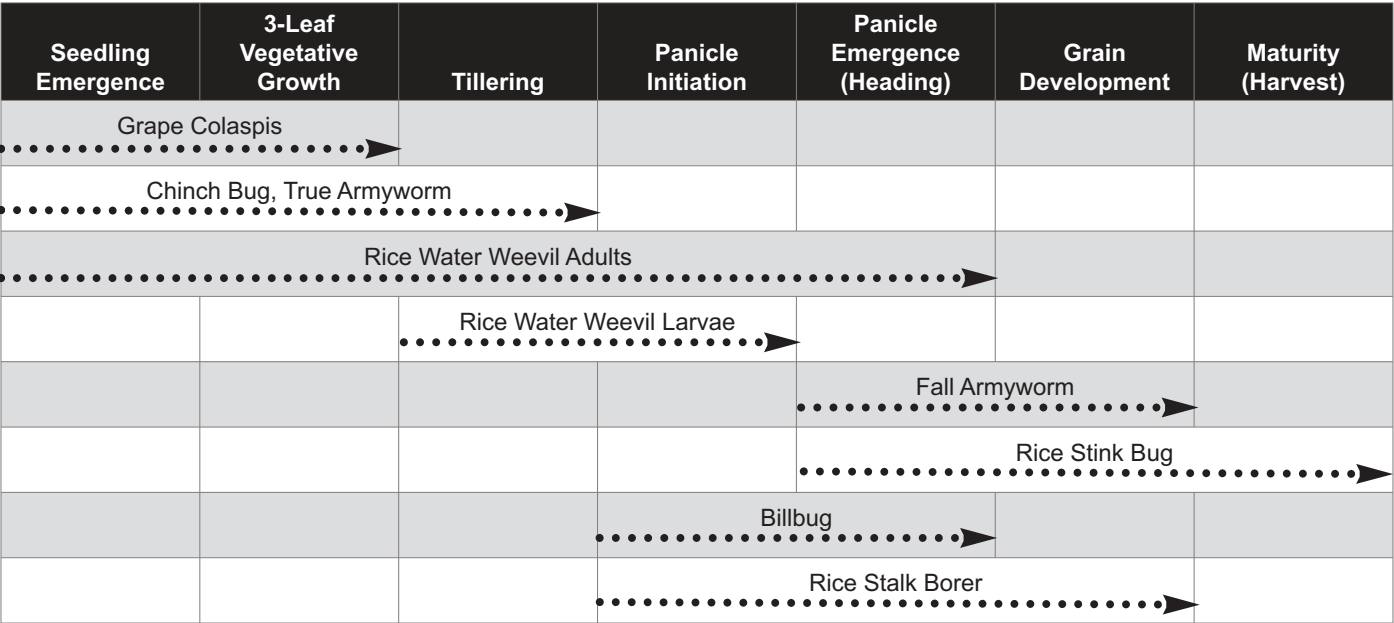 Seedling
Emergence
3-Leaf
Vegetative
Growth
Tillering
Panicle
Initiation
Panicle
Emergence
(Heading)
Grain
Development
Maturity
(Harvest)
Grape Colaspis
Chinch Bug, True Armyworm
Rice Water Weevil Adults
Rice Water Weevil Larvae
Fall Armyworm
Rice Stink Bug
Billbug
Rice Stalk Borer